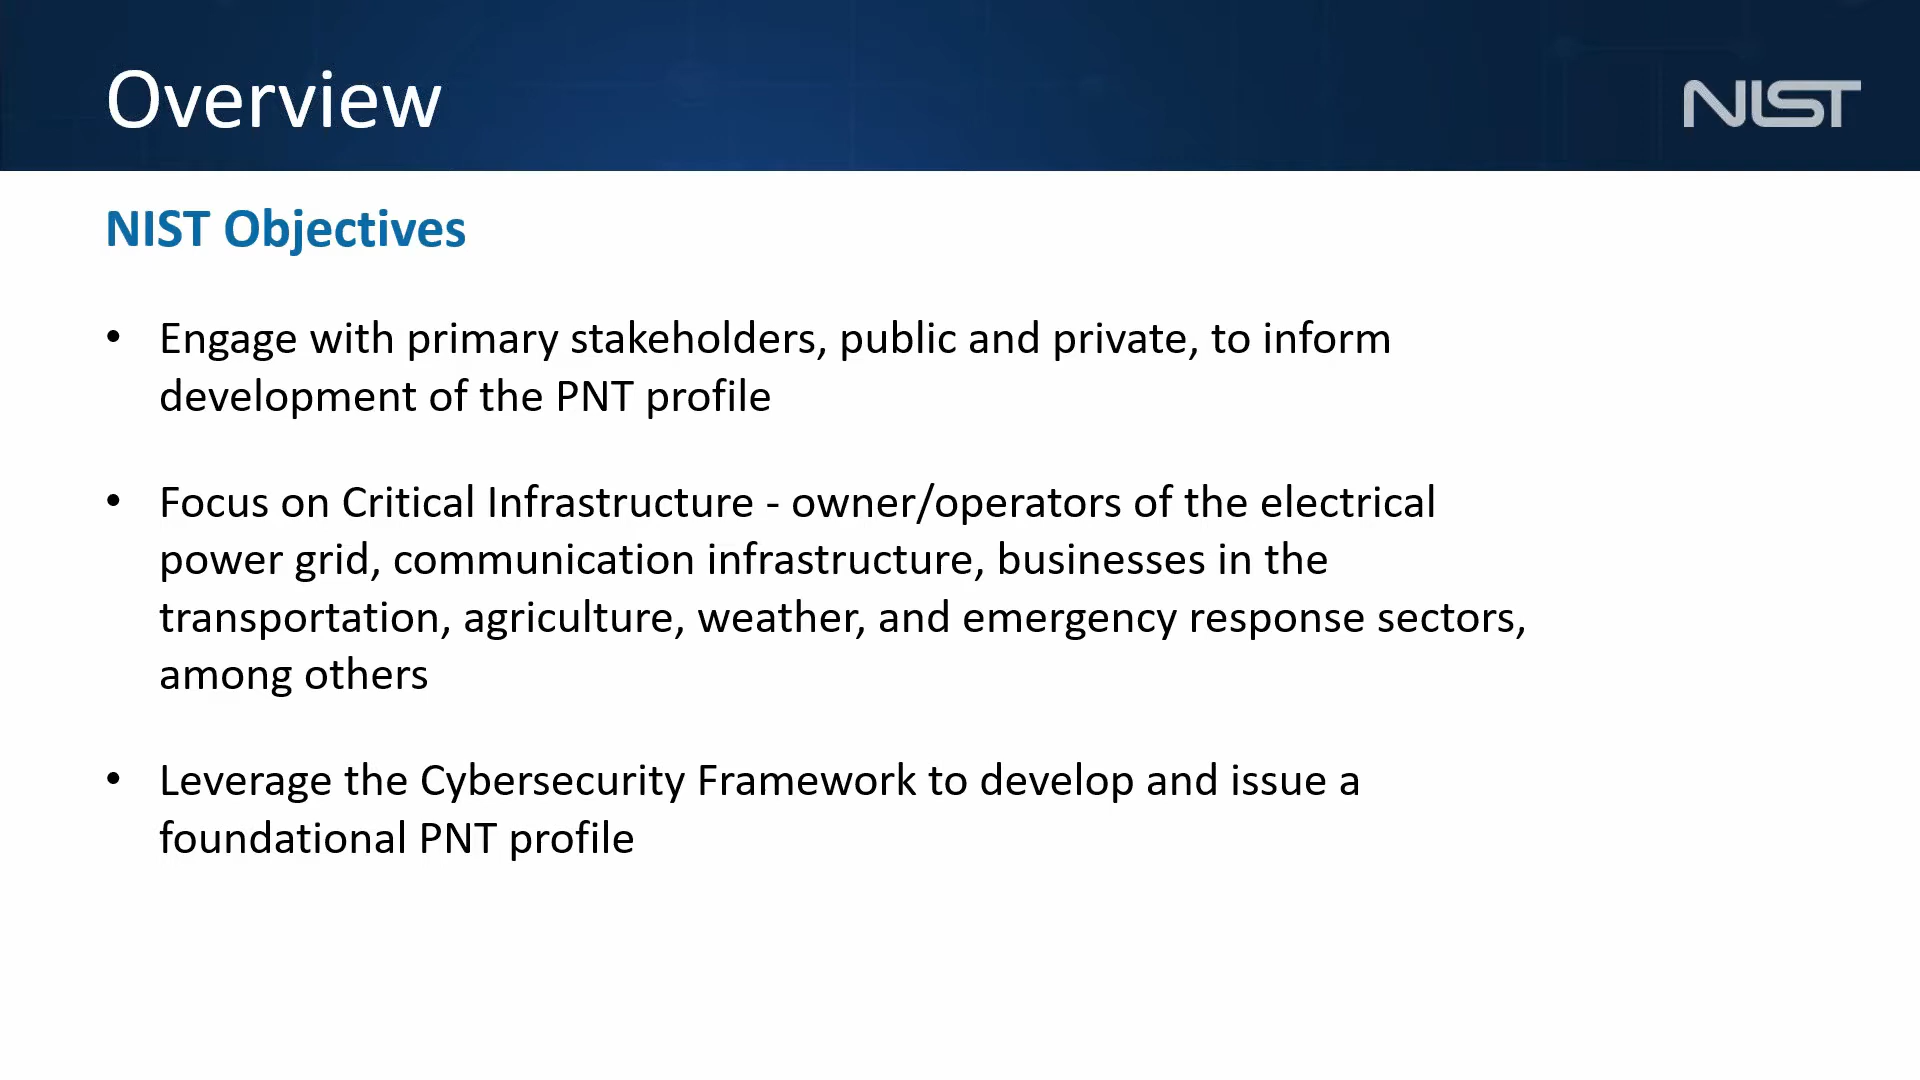 Overview
NIST
NIST Objectives
• Engage with primary stakeholders, public and private, to inform
development of the PNT profile
• Focus on Critical Infrastructure - owner/operators of the electrical
power grid, communication infrastructure, businesses in the
transportation, agriculture, weather, and emergency response sectors,
among others
• Leverage the Cybersecurity Framework to develop and issue a
foundational PNT profile